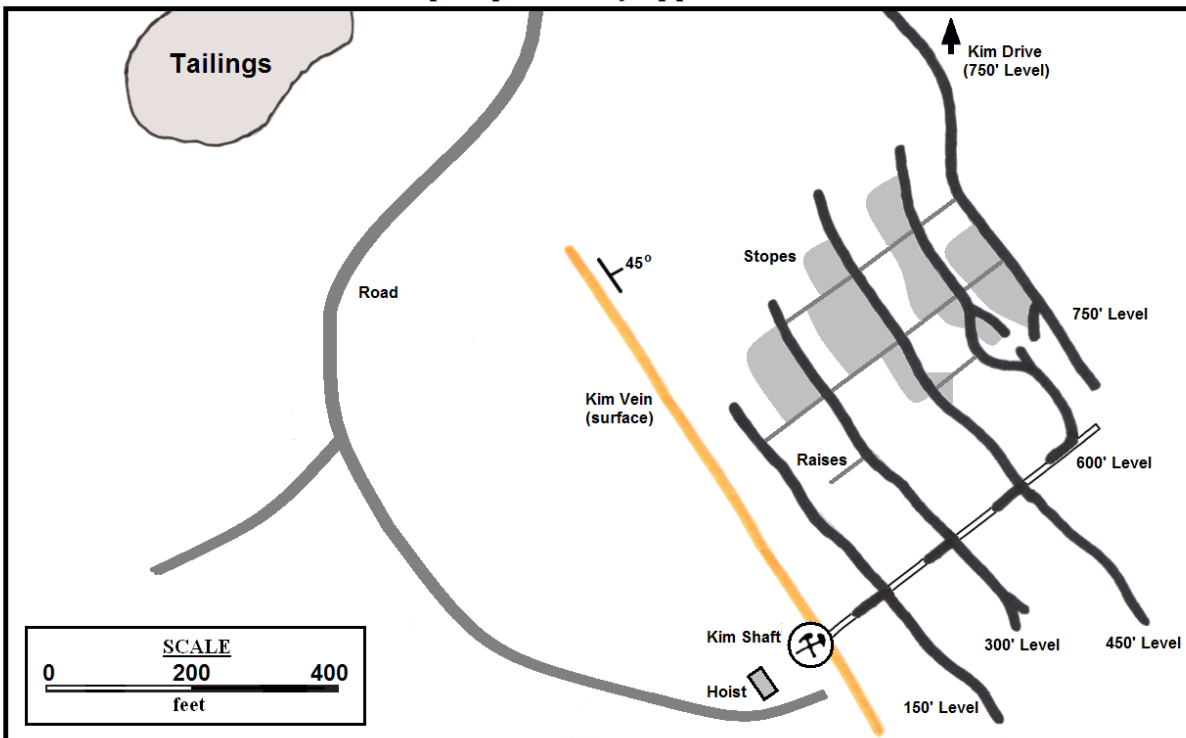 Tailings
Kim Drive
(750' Level)
Stopes
45°
Road
750' Level
Kim Vein
(surface)
Raises
600' Level
Kim Shaft
300' Level
450' Level
Hoist
150' Level
SCALE
0 200 400
feet